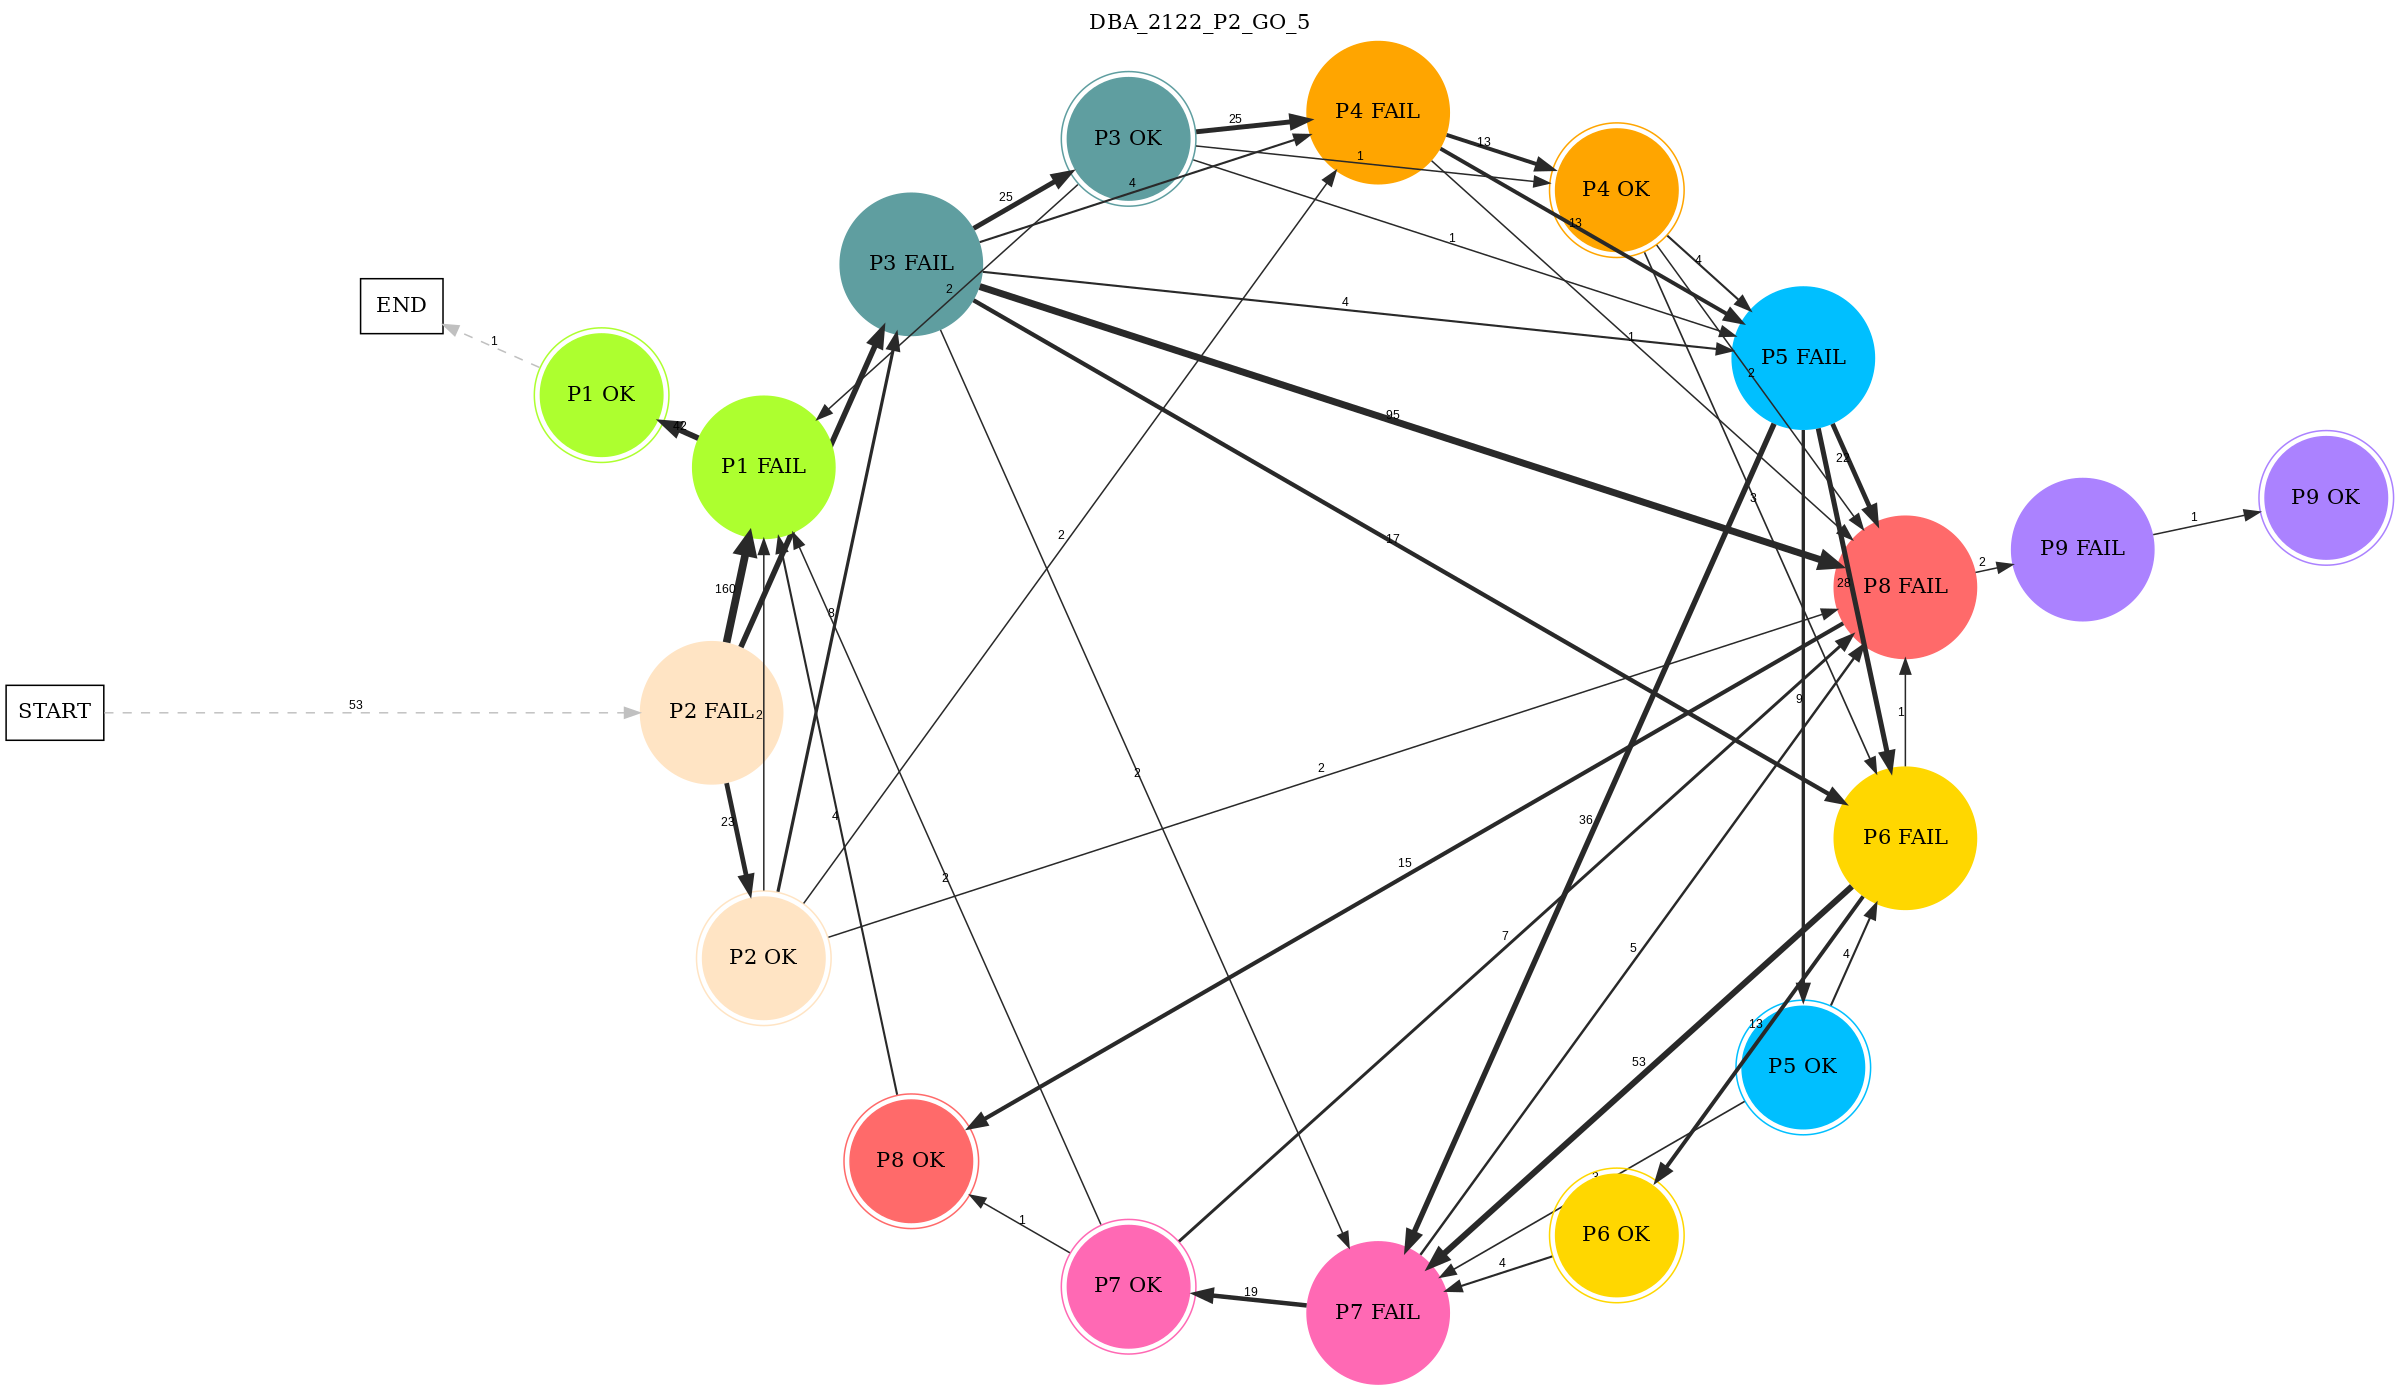 DBA_2122_P2_GO_5
P4 FAIL
P3 OK
25
13
1
P4 OK
4
25
13
1
P3 FAIL
4
2
END
4
1
1
P5 FAIL
2
P1 OK
42
95
22
P1 FAIL
3
P9 OK
1
2
17
P9 FAIL
2
28
P8 FAIL
160
8
9
1
START
53
P2 FAIL
2
2
2
4
36
23
P6 FAIL
15
2
7
5
4
P2 OK
13
53
P5 OK
P8 OK
1
P6 OK
4
P7 OK
19
P7 FAIL